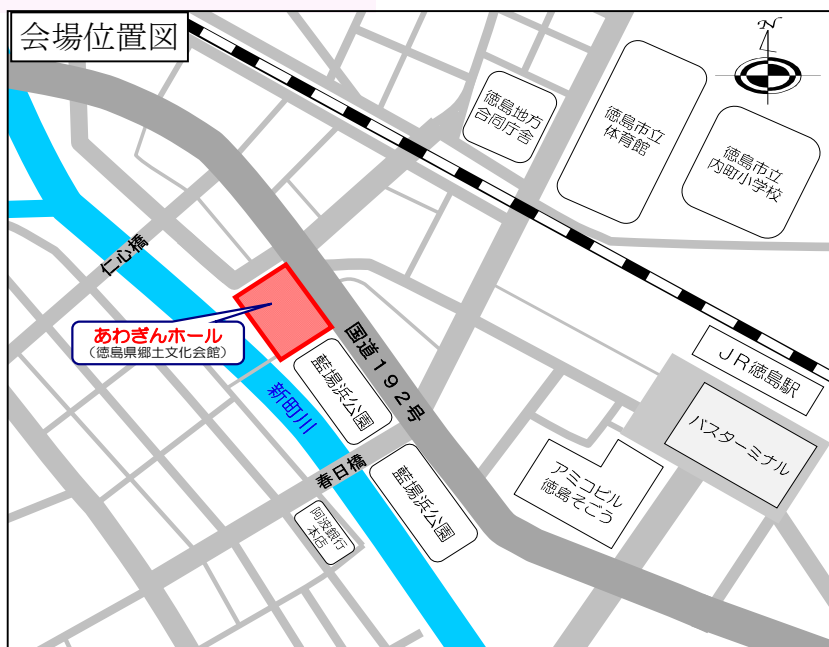 会場位置図
N
徳島地方
合同庁舎
徳島市立
体育館
徳島市立
内町小学校
仁心橋
あわぎんホール
（徳島県郷土文化会館）
国道192号
藍場浜公園
新町川
JR徳島駅
バスターミナル
春日橋
藍場浜公園
アミコビル
徳島そごう
阿波銀行
本店